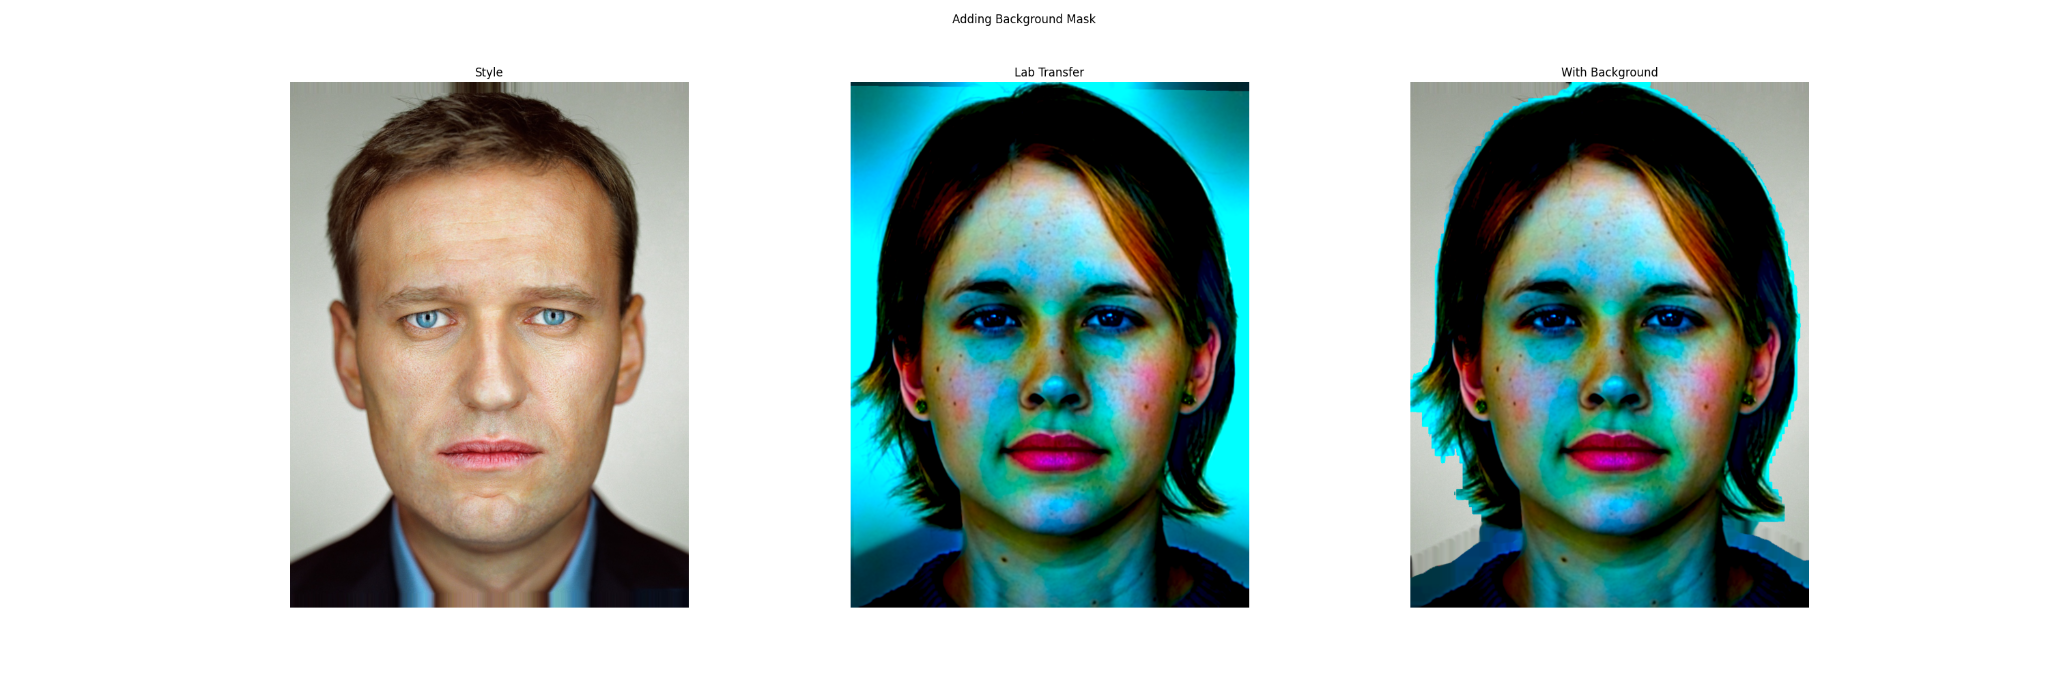 Adding Background Mask
Style
Lab Transfer
With Background